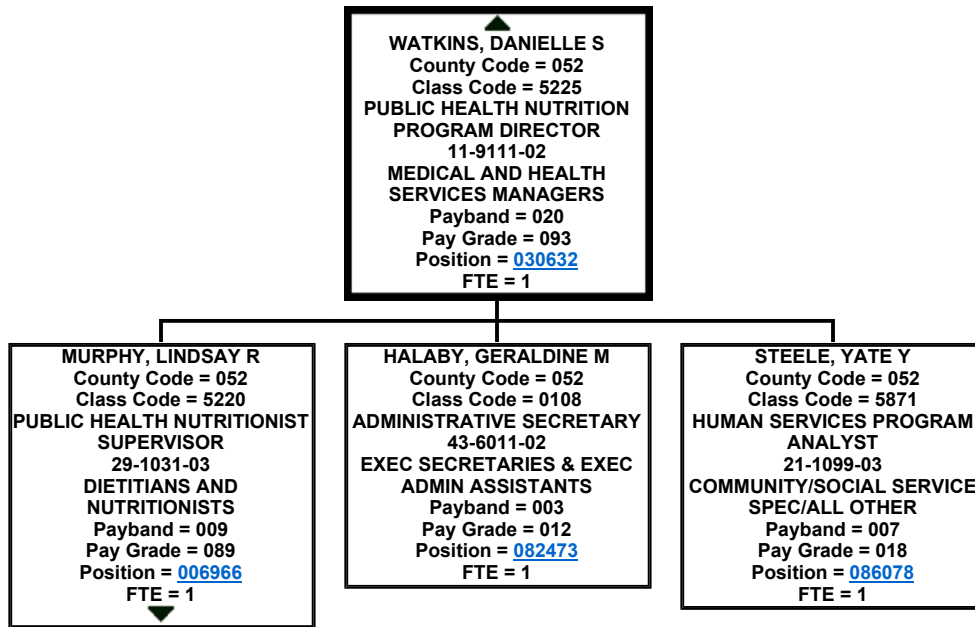 WATKINS, DANIELLE S
County Code = 052
Class Code = 5225
PUBLIC HEALTH NUTRITION
PROGRAM DIRECTOR
11-9111-02
MEDICAL AND HEALTH
SERVICES MANAGERS
Payband = 020
Pay Grade = 093
Position = 030632
FTE = 1
MURPHY, LINDSAY R
County Code = 052
Class Code = 5220
PUBLIC HEALTH NUTRITIONIST
SUPERVISOR
29-1031-03
DIETITIANS AND
NUTRITIONISTS
Payband = 009
Pay Grade = 089
Position = 006966
FTE = 1
HALABY, GERALDINE M
County Code = 052
Class Code = 0108
ADMINISTRATIVE SECRETARY
43-6011-02
EXEC SECRETARIES & EXEC
ADMIN ASSISTANTS
Payband = 003
Pay Grade = 012
Position = 082473
FTE = 1
STEELE, YATE Y
County Code = 052
Class Code = 5871
HUMAN SERVICES PROGRAM
ANALYST
21-1099-03
COMMUNITY/SOCIAL SERVICE
SPEC/ALL OTHER
Payband = 007
Pay Grade = 018
Position = 086078
FTE = 1